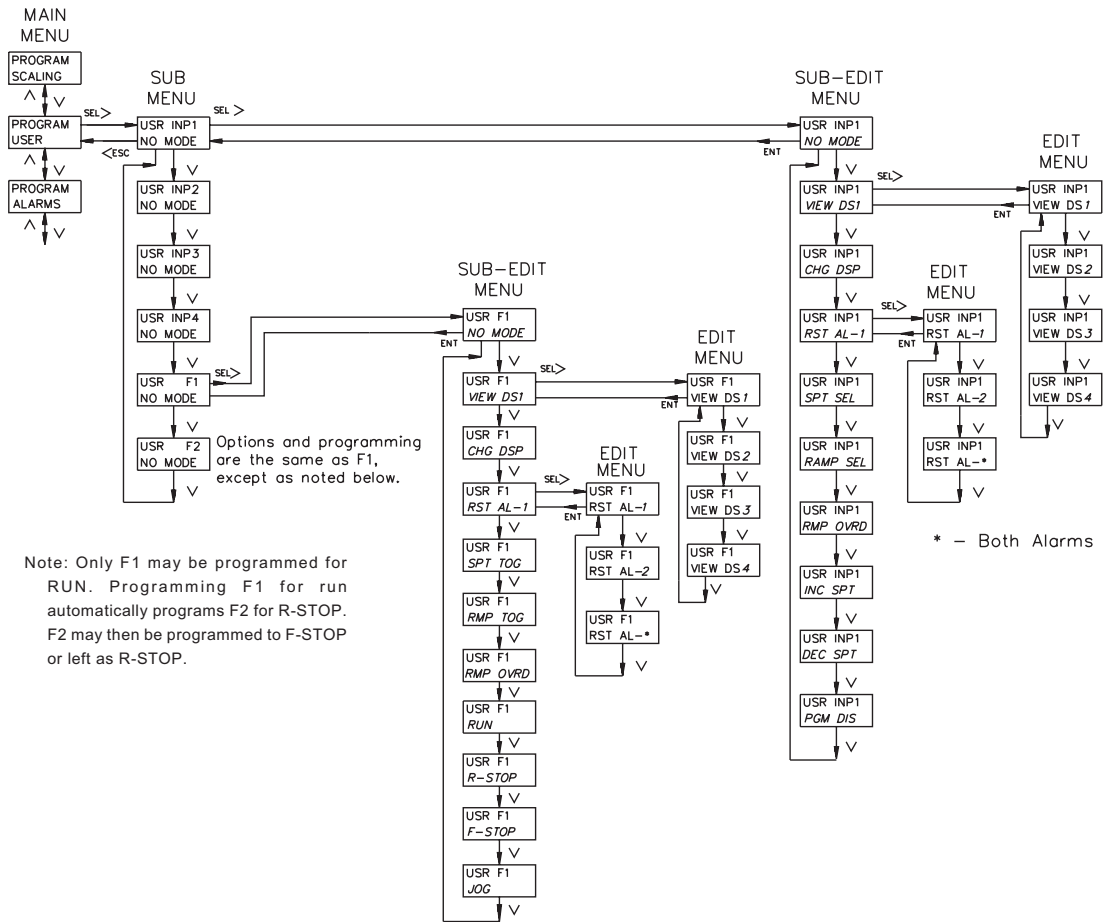 MAIN
MENU
PROGRAM
SCALING
PROGRAM
USER
PROGRAM
ALARMS
SEL>
<ESC
SUB
MENU
USR INP1
NO MODE
USR INP2
NO MODE
USR INP3
NO MODE
USR INP4
NO MODE
USR F1
NO MODE
USR F2
NO MODE
SEL>
SEL>
Options and programming
are the same as F1,
except as noted below.
Note: Only F1 may be programmed for
RUN. Programming F1 for run
automatically programs F2 for R-STOP.
F2 may then be programmed to F-STOP
or left as R-STOP.
SUB-EDIT
MENU
USR F1
NO MODE
ENT
USR F1
VIEW DS1
SEL>
ENT
USR F1
CHG DSP
USR F1
RST AL-1
SEL>
ENT
USR F1
SPT TOG
USR F1
RMP TOG
USR F1
RMP OVRD
USR F1
RUN
USR F1
R-STOP
USR F1
F-STOP
USR F1
JOG
EDIT
MENU
USR F1
RST AL-1
USR F1
RST AL-2
USR F1
RST AL-*
EDIT
MENU
USR F1
VIEW DS1
USR F1
VIEW DS2
USR F1
VIEW DS3
USR F1
VIEW DS4
SUB-EDIT
MENU
USR INP1
NO MODE
ENT
USR INP1
VIEW DS1
SEL>
ENT
USR INP1
CHG DSP
USR INP1
RST AL-1
SEL>
ENT
USR INP1
SPT SEL
USR INP1
RAMP SEL
USR INP1
RMP OVRD
USR INP1
INC SPT
USR INP1
DEC SPT
USR INP1
PGM DIS
EDIT
MENU
USR INP1
RST AL-1
USR INP1
RST AL-2
USR INP1
RST AL-*
EDIT
MENU
USR INP1
VIEW DS1
USR INP1
VIEW DS2
USR INP1
VIEW DS3
USR INP1
VIEW DS4
* - Both Alarms